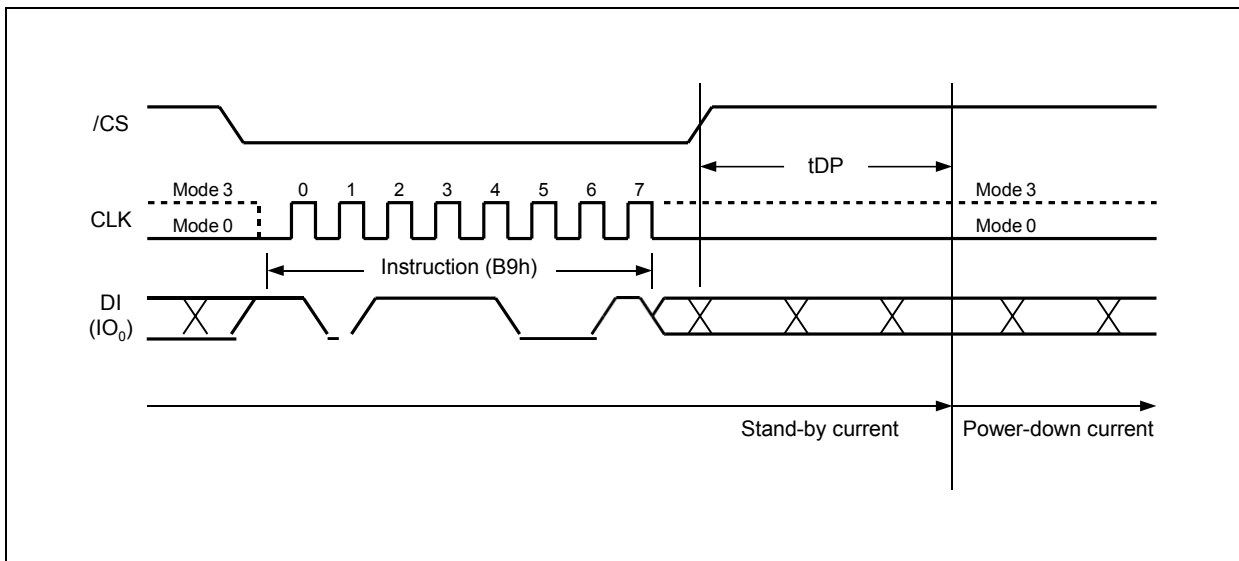 /CS
tDP
Mode 3
0 1 2 3 4 5 6 7
Mode 3
CLK
Mode 0
Mode 0
Instruction (B9h)
DI
(IO0)
Stand-by current
Power-down current